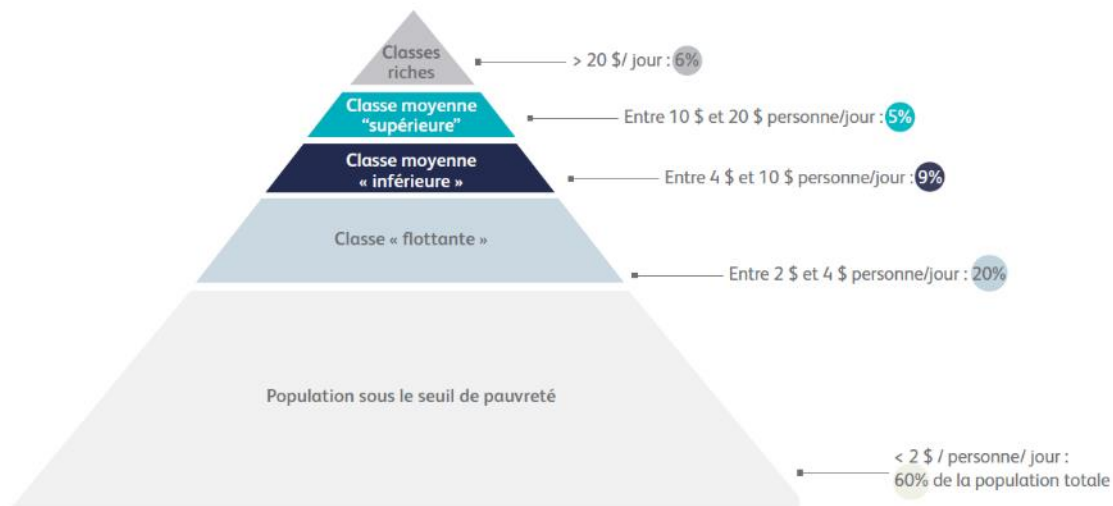 Classes
riches
> 20 $/ jour : 6%
Classe moyenne
"supérieure"
Entre 10 $ et 20 $ personne/jour : 5%
Classe moyenne
« inférieure »
Entre 4 $ et 10 $ personne/jour : 9%
Classe « flottante »
Entre 2 $ et 4 $ personne/jour : 20%
Population sous le seuil de pauvreté
< 2 $ / personne/ jour :
60% de la population totale